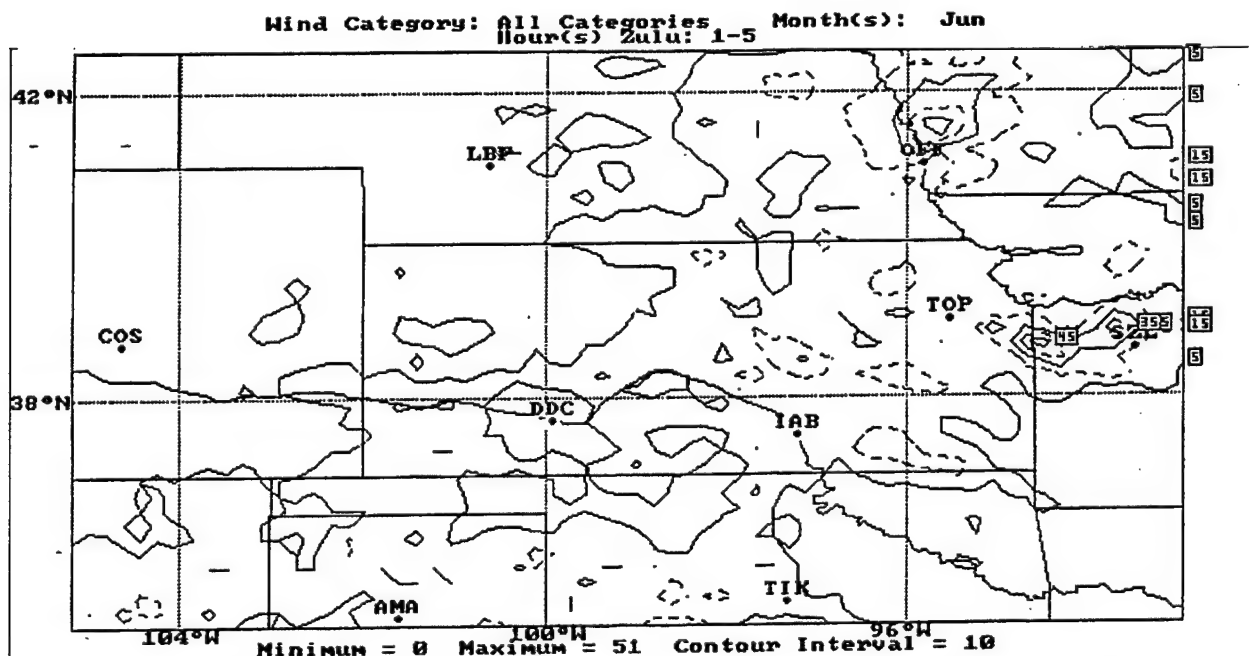 Wind Category: All Categories Month(s): Jun
Hour(s) Zulu: 1-5
5
42°N
5
LBF
15
15
5
5
COS
TOP
45
35
5
15
5
38°N
DDC
IAB
AMA
TIK
104°W
100°W
96°W
Minimum = 0 Maximum = 51 Contour Interval = 10